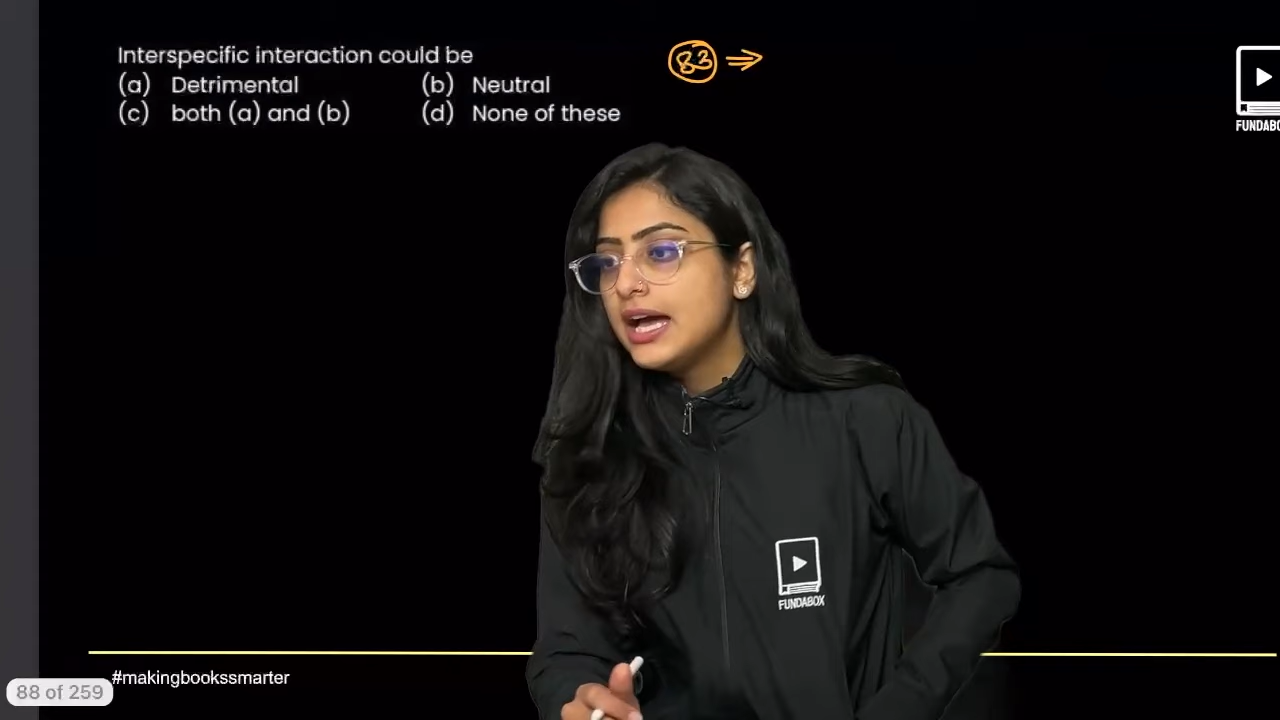 Interspecific interaction could be
(a) Detrimental (b) Neutral
(c) both (a) and (b) (d) None of these
83 ⇒
FUNDABO
FUNDABOX
#makingbookssmarter
88 of 259